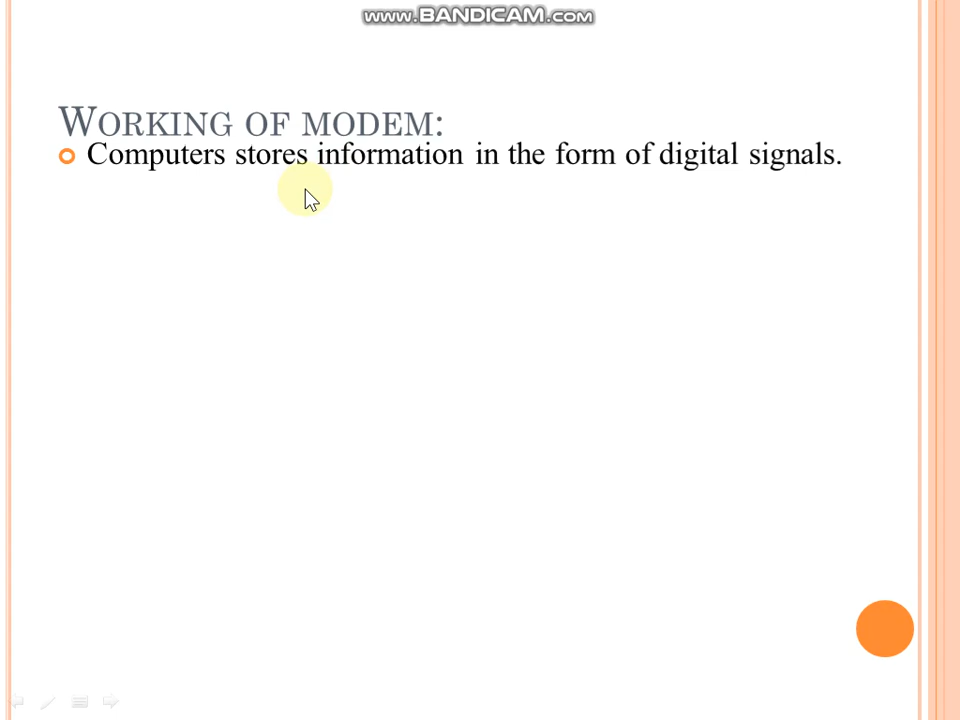 www.BANDICAM.com
WORKING OF MODEM:
Computers stores information in the form of digital signals.